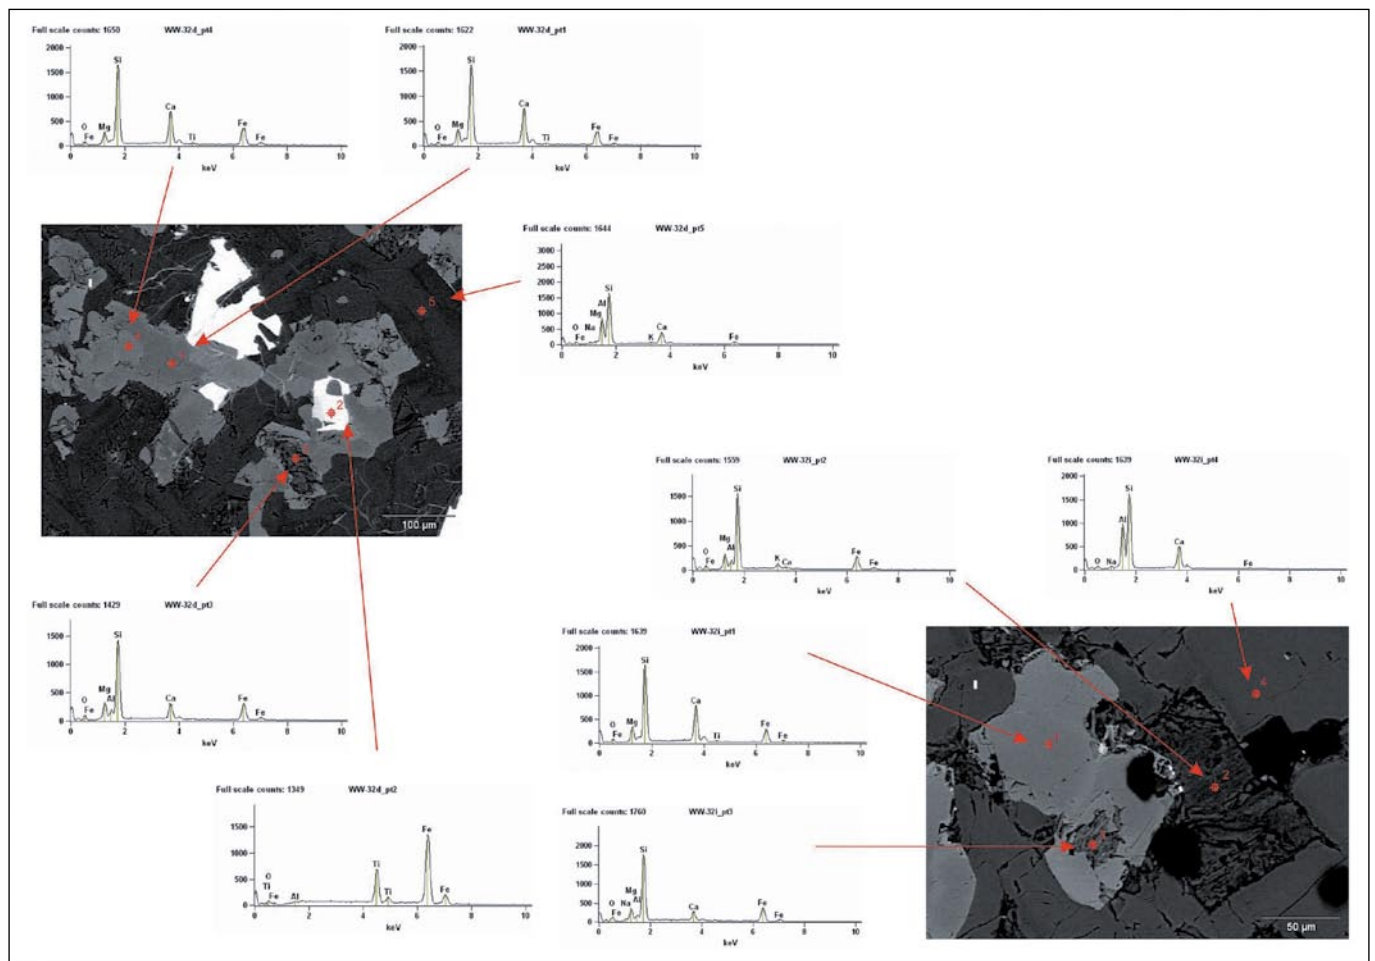 Full scale counts: 1650 WW-32d_pt4
2000
1500
1000
500
0
O
Fe
Mg
Si
Ca
Ti
Fe
Fe
0 2 4 6 8 10
keV
Full scale counts: 1622 WW-32d_pt1
2000
1500
1000
500
0
O
Fe
Mg
Si
Ca
Ti
Fe
Fe
0 2 4 6 8 10
keV
Full scale counts: 1644 WW-32d_pt5
3000
2500
2000
1500
1000
500
0
O
Fe
Na
Mg
Al
Si
K
Ca
Fe
0 2 4 6 8 10
keV
5
2
100 µm
Full scale counts: 1559 WW-32i_pt2
1500
1000
500
0
O
Fe
Mg
Al
Si
K
Ca
Fe
Fe
0 2 4 6 8 10
keV
Full scale counts: 1639 WW-32i_pt4
2000
1500
1000
500
0
O
Na
Al
Si
Ca
Fe
0 2 4 6 8 10
keV
Full scale counts: 1429 WW-32d_pt3
1500
1000
500
0
O
Fe
Mg
Al
Si
Ca
Fe
Fe
0 2 4 6 8 10
keV
Full scale counts: 1639 WW-32i_pt1
2000
1500
1000
500
0
O
Fe
Mg
Si
Ca
Ti
Fe
Fe
0 2 4 6 8 10
keV
4
2
50 µm
Full scale counts: 1349 WW-32d_pt2
1500
1000
500
0
O
Ti
Fe
Al
Ti
Ti
Fe
Fe
0 2 4 6 8 10
keV
Full scale counts: 1760 WW-32i_pt3
2000
1500
1000
500
0
O
Fe
Na
Mg
Al
Si
Ca
Fe
Fe
0 2 4 6 8 10
keV